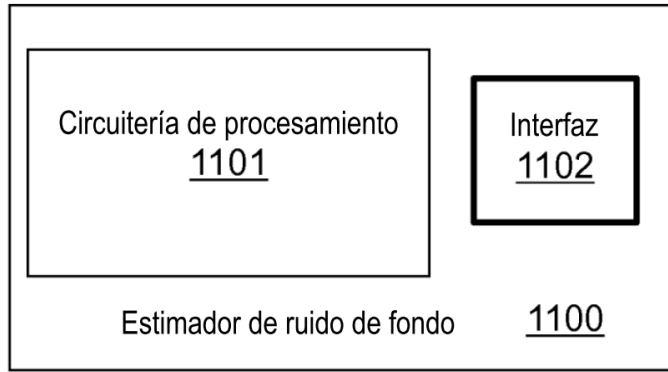 Circuitería de procesamiento
1101
Interfaz
1102
Estimador de ruido de fondo 1100